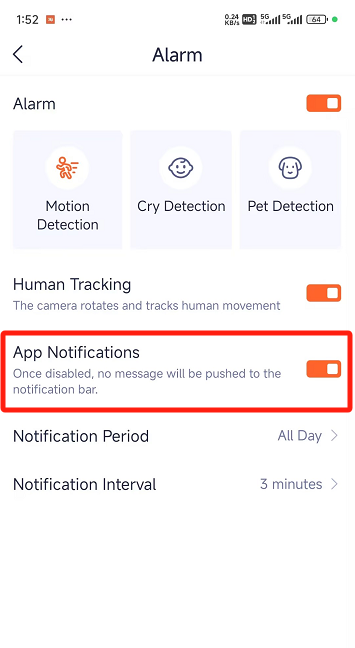 1:52 ··· 0.24 KB/s HD 5G 5G 64
Alarm
Alarm
Motion
Detection
Cry Detection
Pet Detection
Human Tracking
The camera rotates and tracks human movement
App Notifications
Once disabled, no message will be pushed to the
notification bar.
Notification Period All Day
Notification Interval 3 minutes